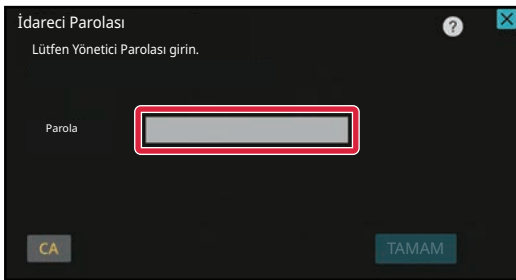 İdareci Parolası
?
Lütfen Yönetici Parolası girin.
Parola
CA
TAMAM